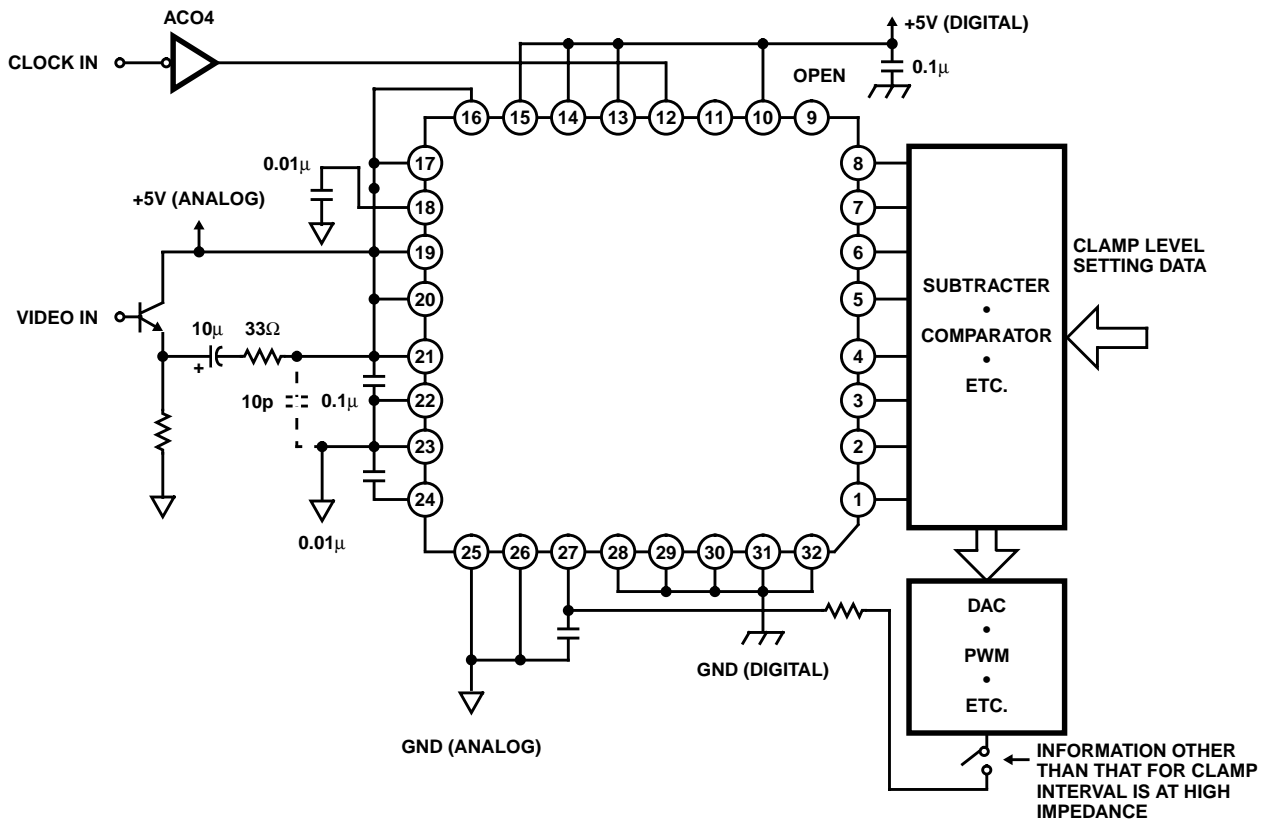 ACO4
CLOCK IN
+5V (DIGITAL)
0.1µ
OPEN
16
15
14
13
12
11
10
9
17
18
19
20
21
22
23
24
8
7
6
5
4
3
2
1
25
26
27
28
29
30
31
32
0.01µ
+5V (ANALOG)
VIDEO IN
10µ
+
33Ω
10p
0.1µ
0.01µ
GND (ANALOG)
GND (DIGITAL)
SUBTRACTER
•
COMPARATOR
•
ETC.
CLAMP LEVEL
SETTING DATA
DAC
•
PWM
•
ETC.
INFORMATION OTHER
THAN THAT FOR CLAMP
INTERVAL IS AT HIGH
IMPEDANCE